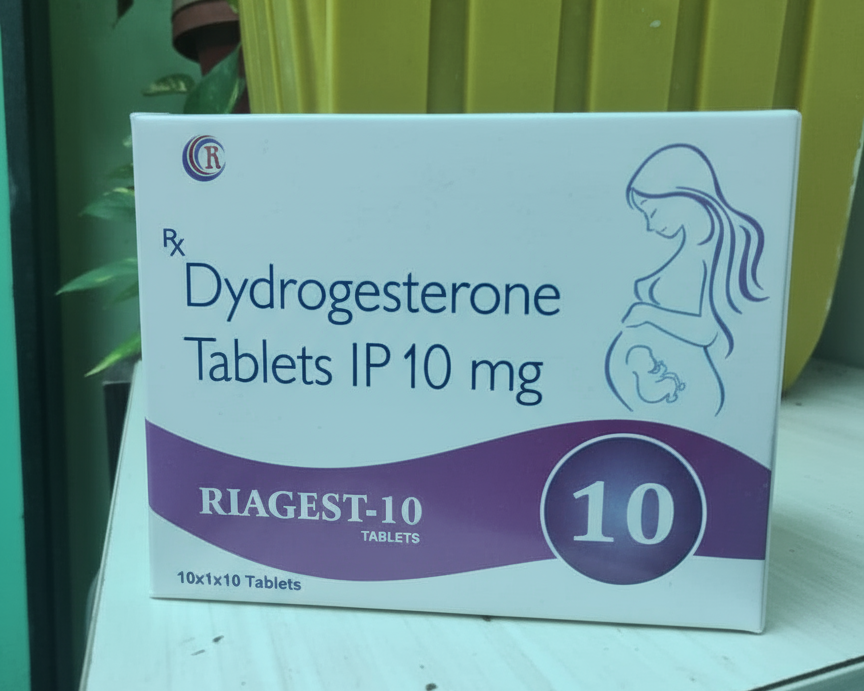 R
Rx
Dydrogesterone
Tablets IP 10 mg
RIAGEST-10
TABLETS
10
10x1x10 Tablets